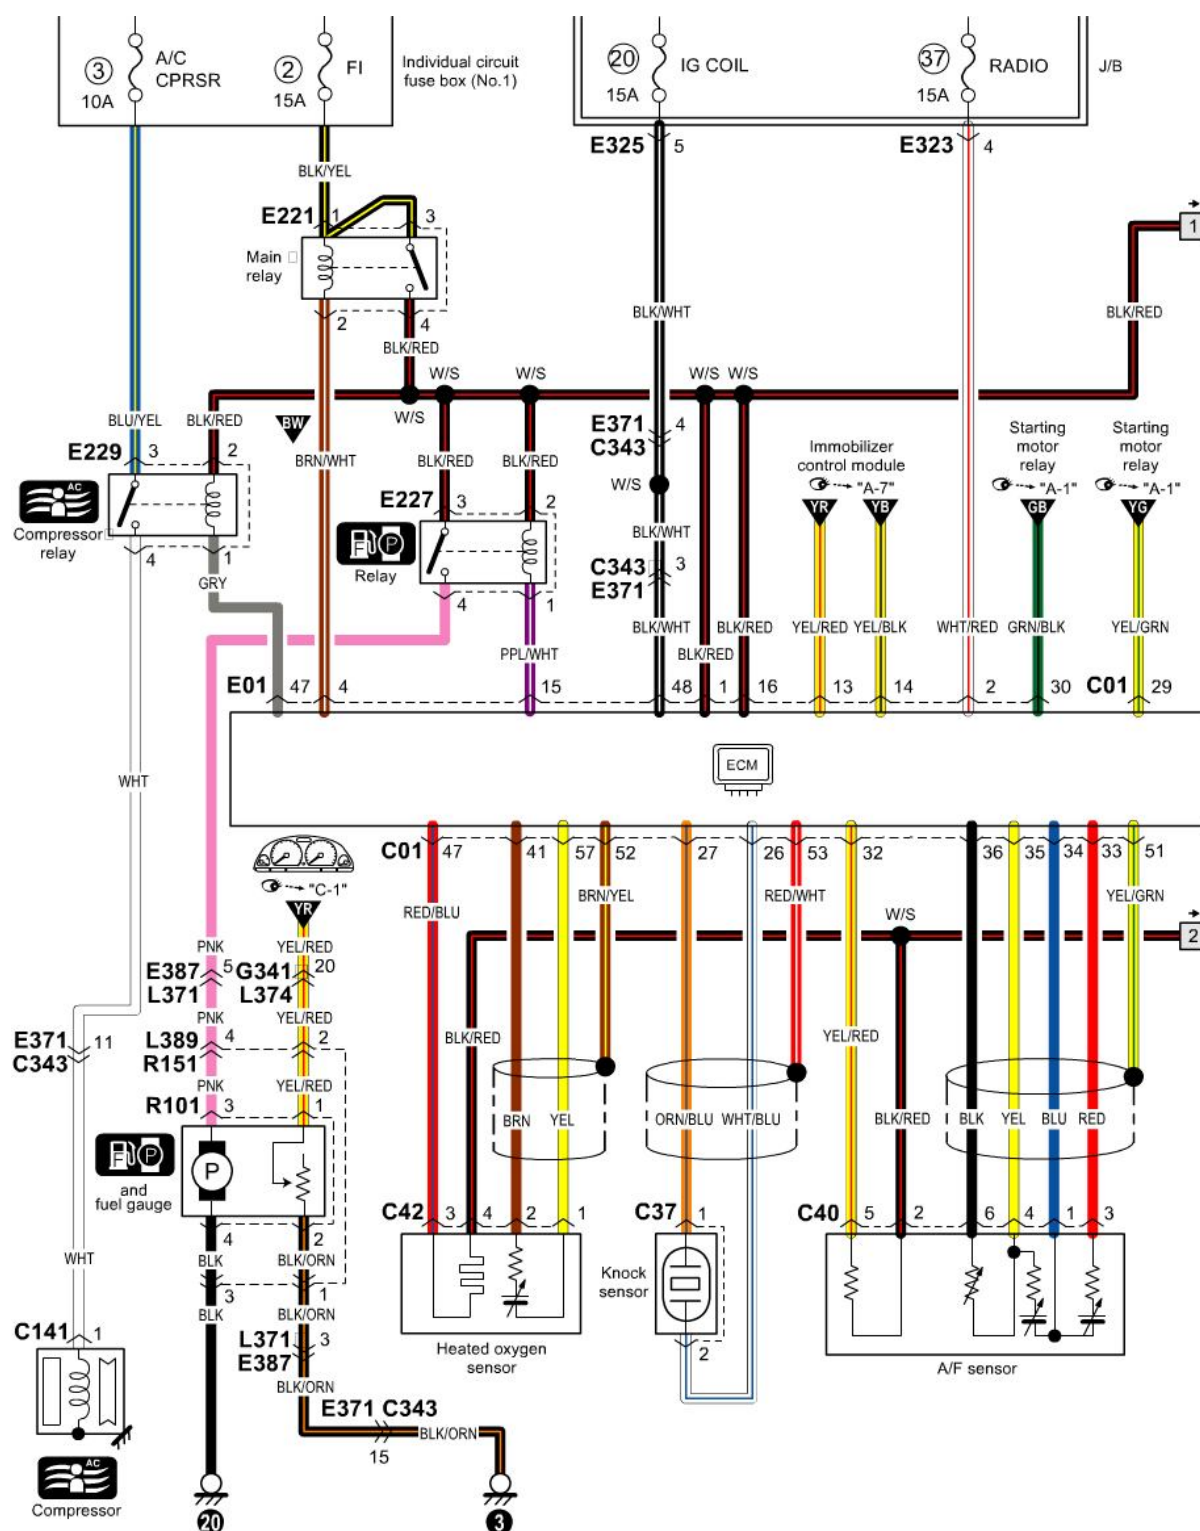 3
A/C
CPRSR
10A
2
FI
15A
Individual circuit
fuse box (No.1)
20
IG COIL
15A
37
RADIO
15A
J/B
E325
5
E323
4
BLK/YEL
E221
1
3
1
Main
relay
2
4
BLK/WHT
BLK/RED
BLK/RED
W/S
W/S
W/S
W/S
W/S
BLU/YEL
BLK/RED
BW
E371
4
C343
E229
3
2
BRN/WHT
BLK/RED
BLK/RED
Immobilizer
control module
"A-7"
Starting
motor
relay
"A-1"
Starting
motor
relay
"A-1"
AC
Compressor
relay
E227
3
2
W/S
YR
YB
GB
YG
F
P
Relay
BLK/WHT
4
1
C343
3
E371
GRY
4
1
PPL/WHT
BLK/WHT
BLK/RED
BLK/RED
YEL/RED
YEL/BLK
WHT/RED
GRN/BLK
YEL/GRN
E01
47
4
15
48
1
16
13
14
2
30
C01
29
ECM
WHT
C01
47
41
57
52
27
26
53
32
36
35
34
33
51
"C-1"
YR
RED/BLU
BRN/YEL
RED/WHT
W/S
YEL/GRN
2
PNK
YEL/RED
E387
5
G341
20
L371
L374
PNK
YEL/RED
BLK/RED
YEL/RED
E371
11
C343
L389
4
2
R151
PNK
YEL/RED
R101
3
1
BRN
YEL
ORN/BLU
WHT/BLU
BLK/RED
BLK
YEL
BLU
RED
F
P
P
and
fuel gauge
C42
3
4
2
1
C37
1
C40
5
2
6
4
1
3
4
2
WHT
BLK
BLK/ORN
Knock
sensor
3
1
BLK
BLK/ORN
C141
1
L371
3
E387
2
Heated oxygen
sensor
A/F sensor
BLK/ORN
E371
C343
BLK/ORN
15
AC
Compressor
20
3